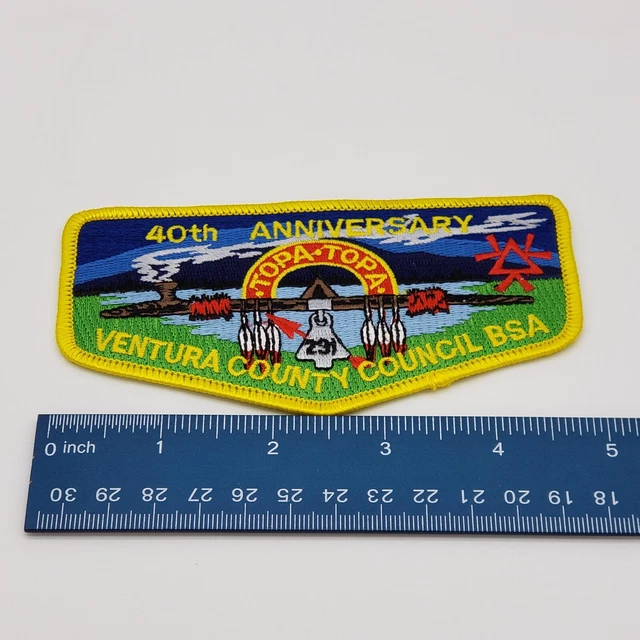 40th ANNIVERSARY
TOPA•TOPA
291
VENTURA COUNTY COUNCIL BSA
0 inch 1 2 3 4 5
30 29 28 27 26 25 24 23 22 21 20 19 18